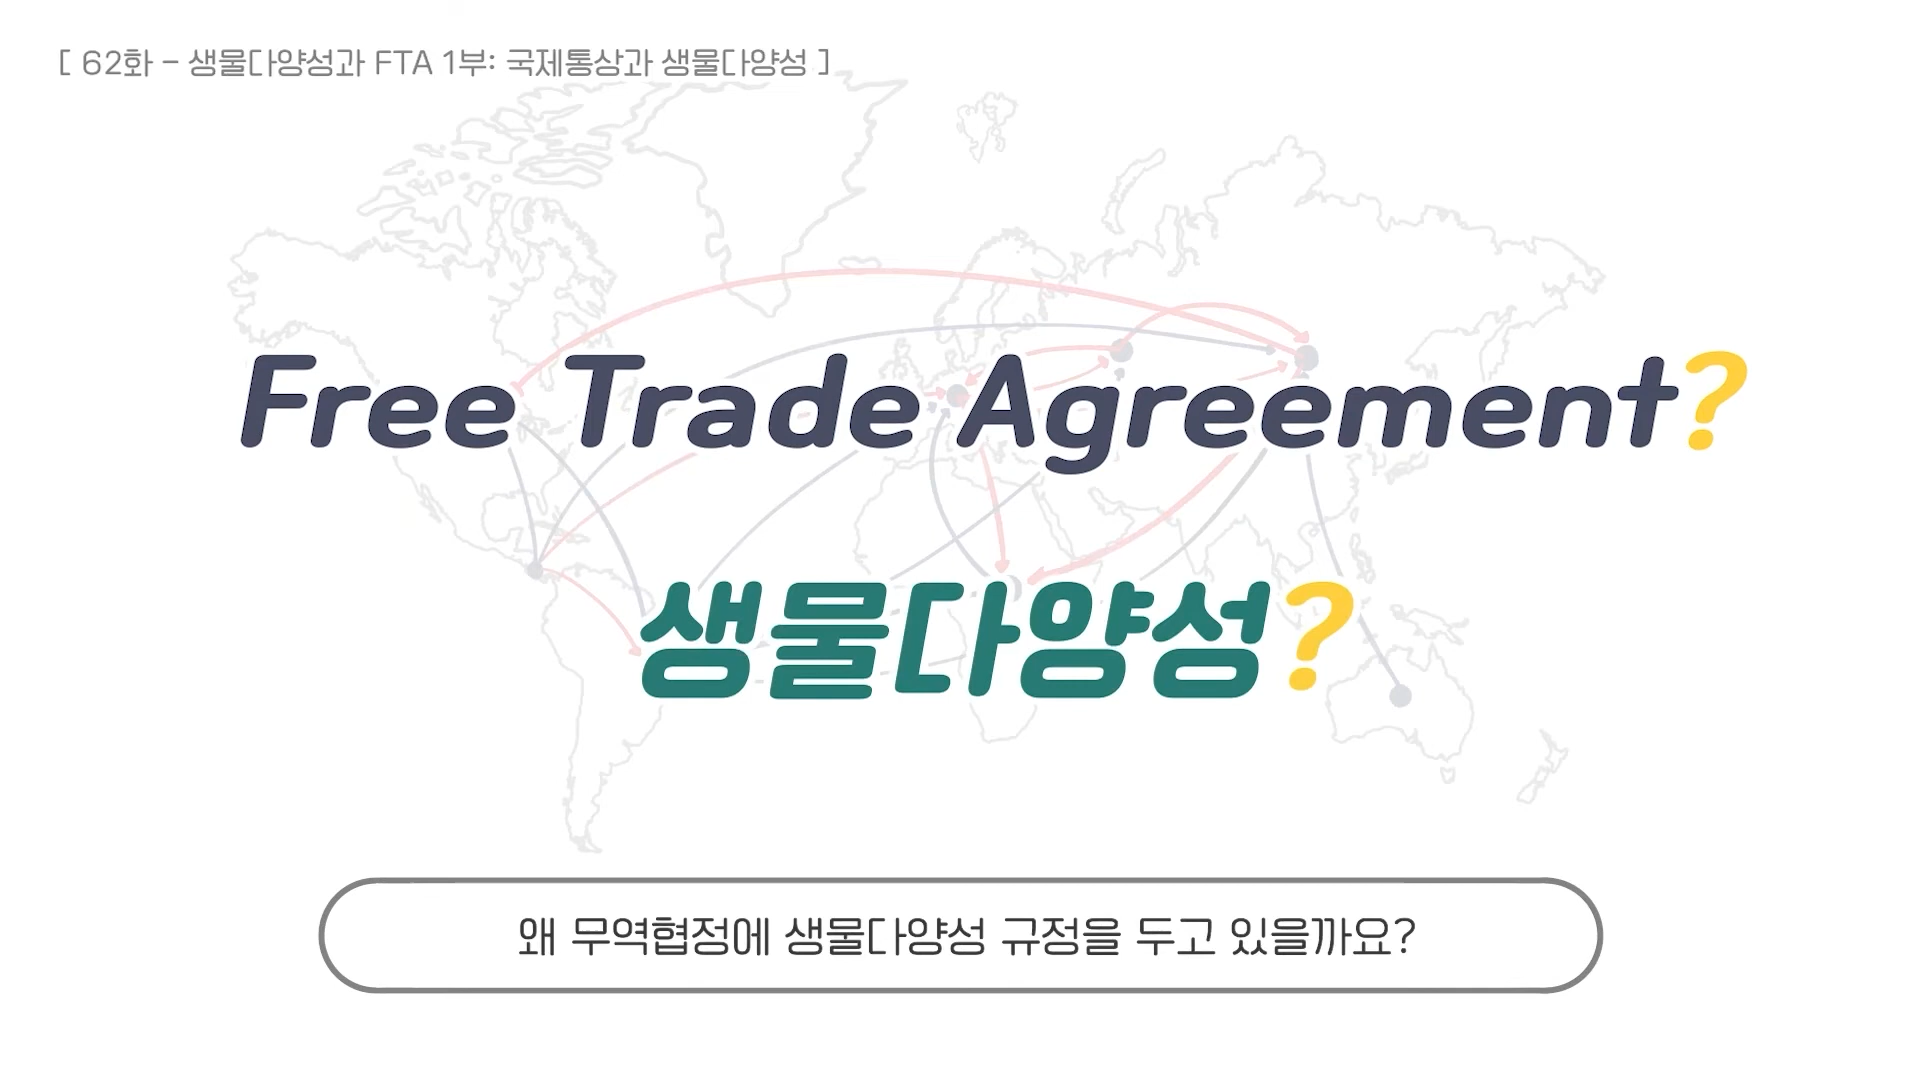 [ 62화 - 생물다양성과 FTA 1부: 국제통상과 생물다양성 ]
Free Trade Agreement?
생물다양성?
왜 무역협정에 생물다양성 규정을 두고 있을까요?